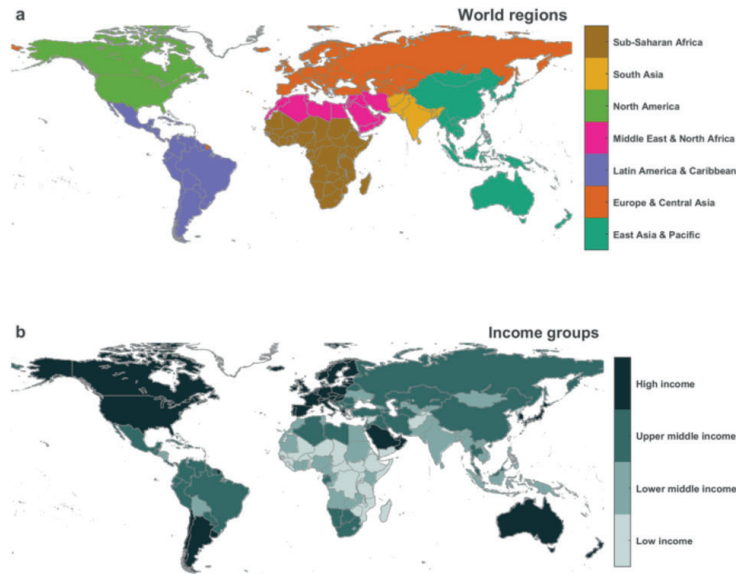 a
World regions
Sub-Saharan Africa
South Asia
North America
Middle East & North Africa
Latin America & Caribbean
Europe & Central Asia
East Asia & Pacific
b
Income groups
High income
Upper middle income
Lower middle income
Low income